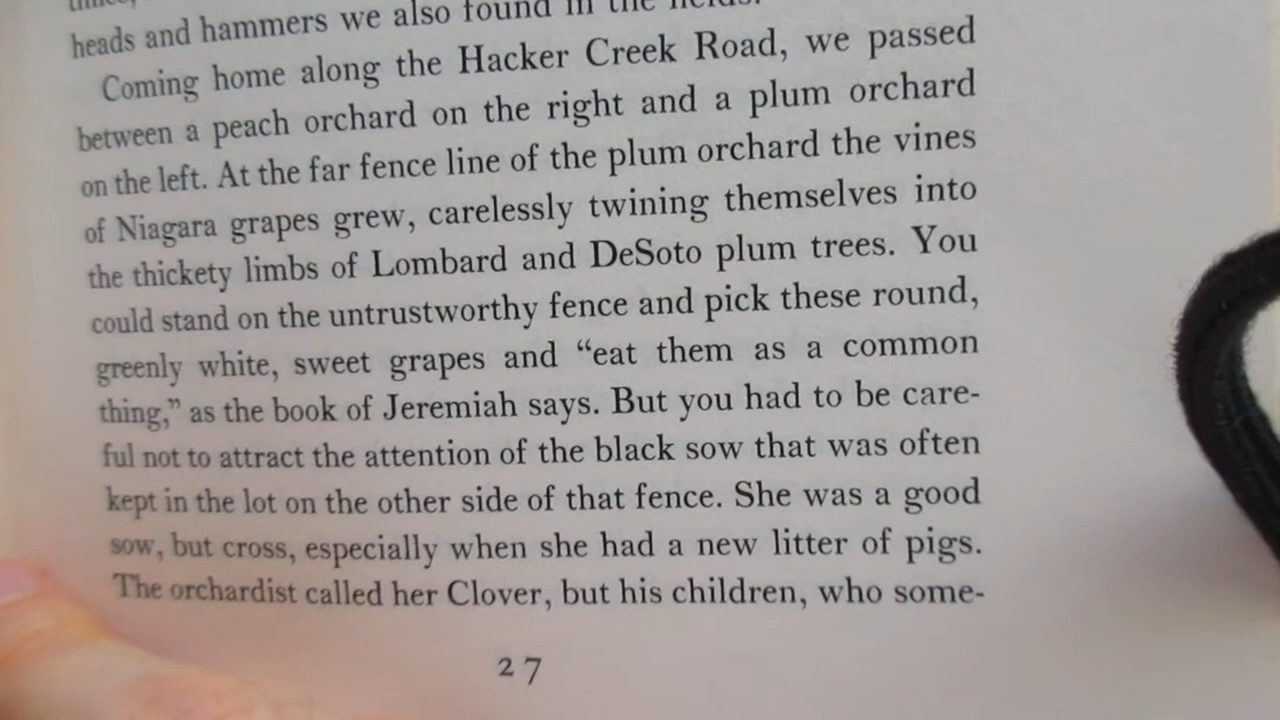 heads and hammers we also found in the fields.
Coming home along the Hacker Creek Road, we passed
between a peach orchard on the right and a plum orchard
on the left. At the far fence line of the plum orchard the vines
of Niagara grapes grew, carelessly twining themselves into
the thickety limbs of Lombard and DeSoto plum trees. You
could stand on the untrustworthy fence and pick these round,
greenly white, sweet grapes and “eat them as a common
thing,” as the book of Jeremiah says. But you had to be care-
ful not to attract the attention of the black sow that was often
kept in the lot on the other side of that fence. She was a good
sow, but cross, especially when she had a new litter of pigs.
The orchardist called her Clover, but his children, who some-
27